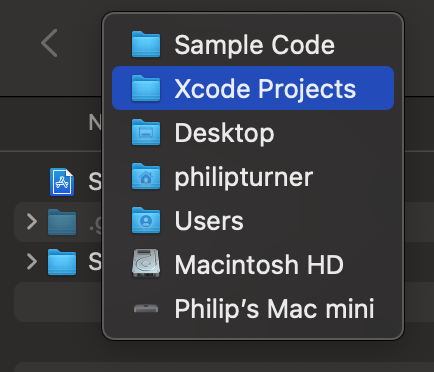 Sample Code
Xcode Projects
Desktop
philipturner
Users
Macintosh HD
Philip’s Mac mini
N
S
.g
S